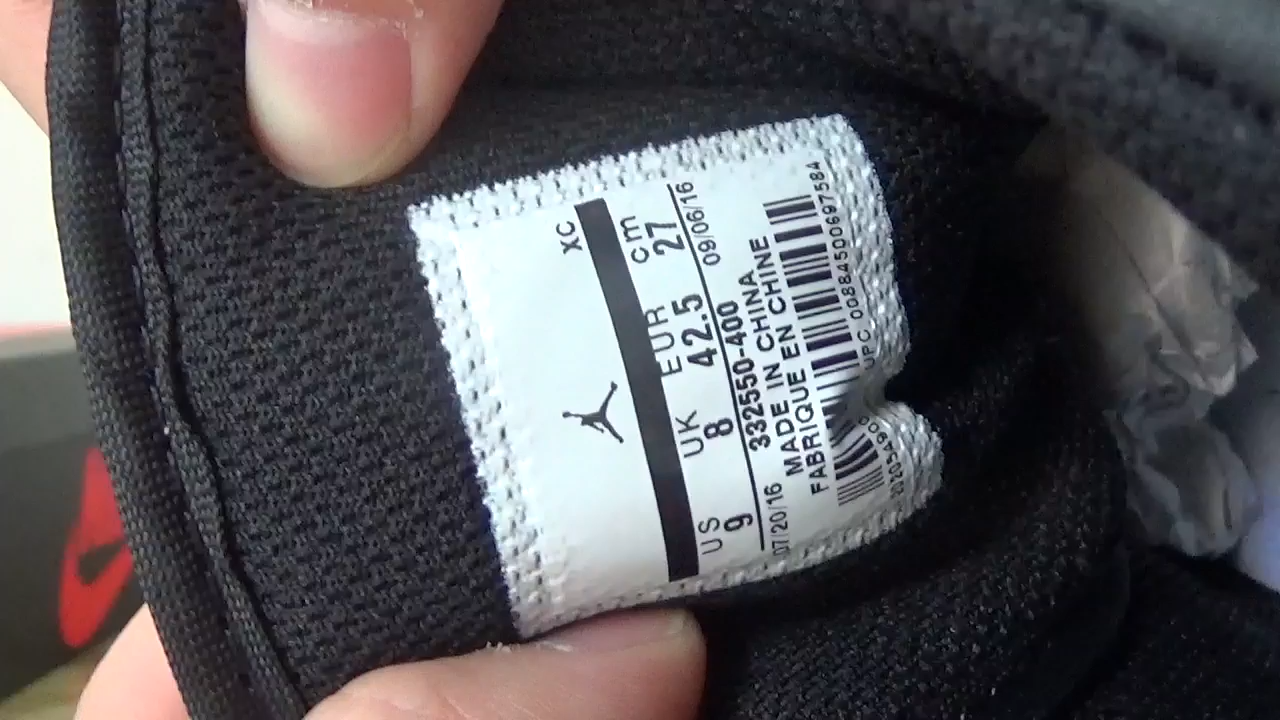 XC
US UK EUR cm
9 8 42.5 27
07/20/16 332550-400 09/06/16
MADE IN CHINA
FABRIQUE EN CHINE
UPC 00884500697584